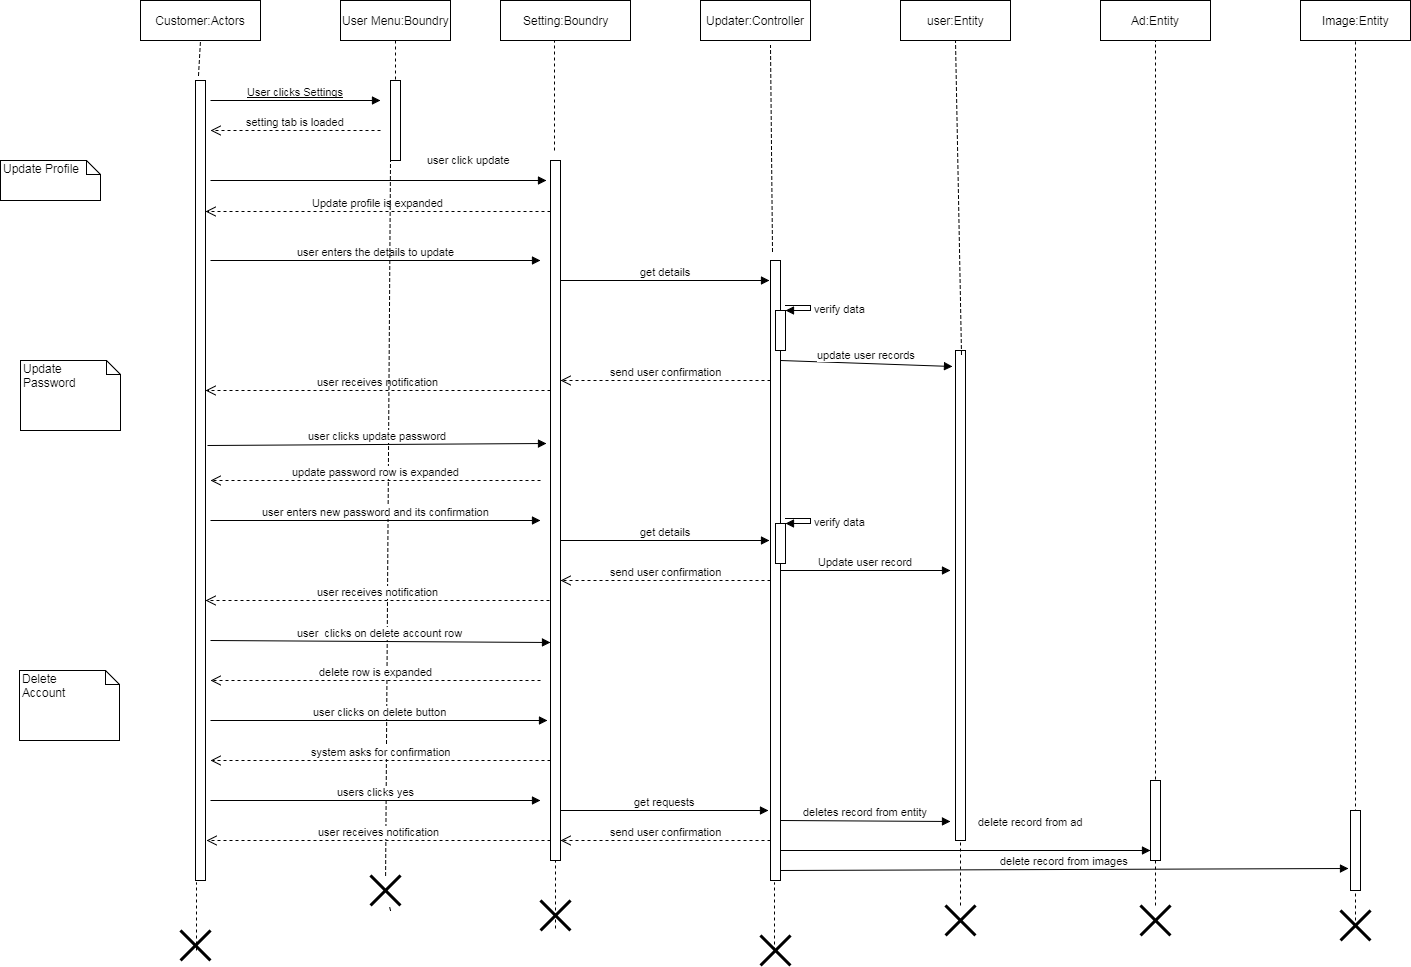 Customer:Actors
User Menu:Boundry
Setting:Boundry
Updater:Controller
user:Entity
Ad:Entity
Image:Entity
User clicks Settings
setting tab is loaded
Update Profile
user click update
Update profile is expanded
user enters the details to update
get details
verify data
update user records
send user confirmation
user receives notification
Update
Password
user clicks update password
update password row is expanded
user enters new password and its confirmation
verify data
get details
Update user record
send user confirmation
user receives notification
user  clicks on delete account row
delete row is expanded
Delete
Account
user clicks on delete button
system asks for confirmation
users clicks yes
get requests
deletes record from entity
delete record from ad
user receives notification
send user confirmation
delete record from images